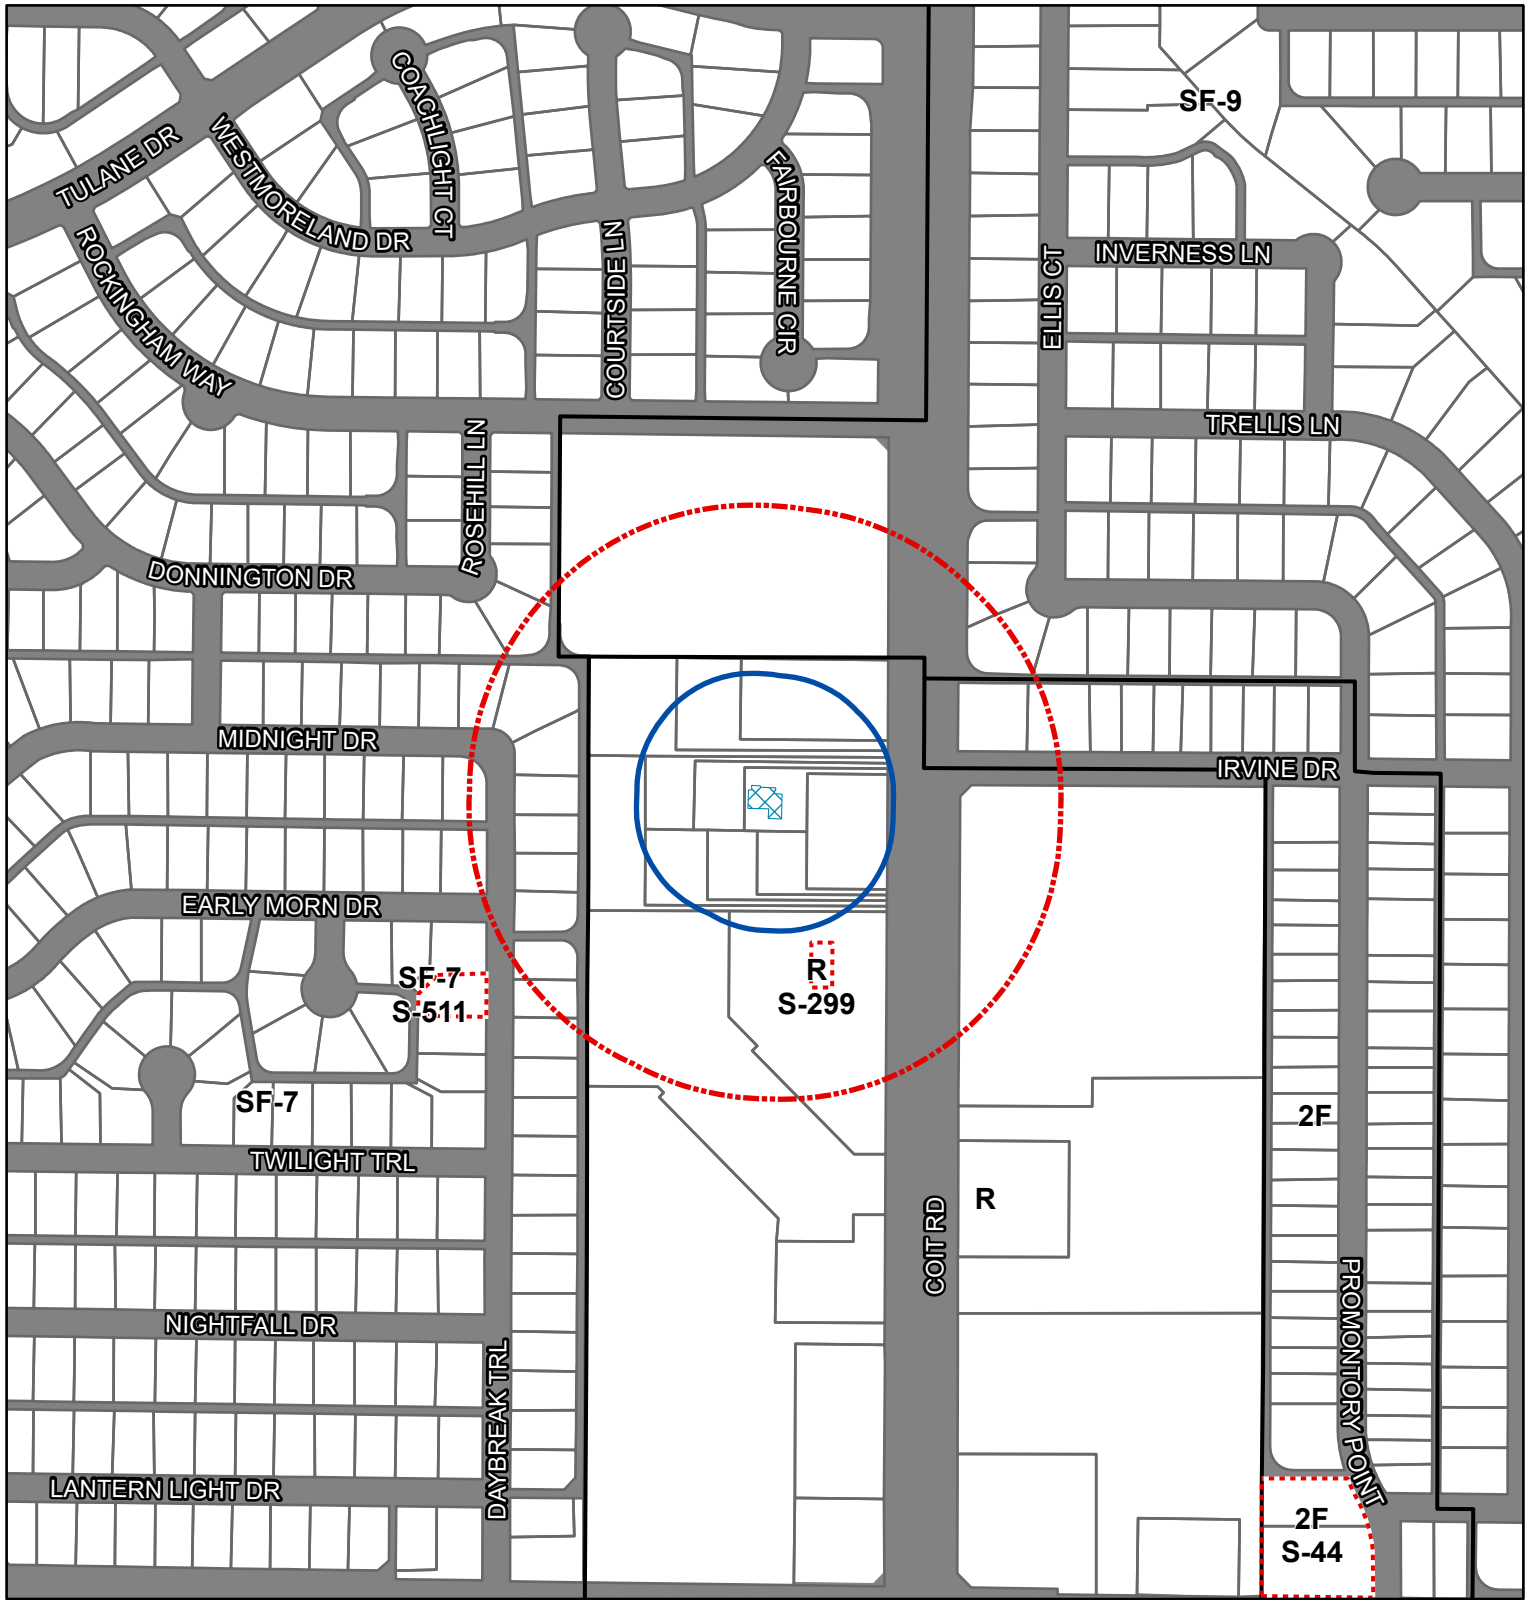 COACHLIGHT CT
SF-9
TULANE DR
WESTMORELAND DR
FAIRBOURNE CIR
ROCKINGHAM WAY
COURTSIDE LN
ELLIS CT
INVERNESS LN
TRELLIS LN
ROSEHILL LN
DONNINGTON DR
MIDNIGHT DR
IRVINE DR
EARLY MORN DR
SF-7
S-511
R
S-299
SF-7
2F
TWILIGHT TRL
R
COIT RD
NIGHTFALL DR
PROMONTORY POINT
DAYBREAK TRL
LANTERN LIGHT DR
2F
S-44